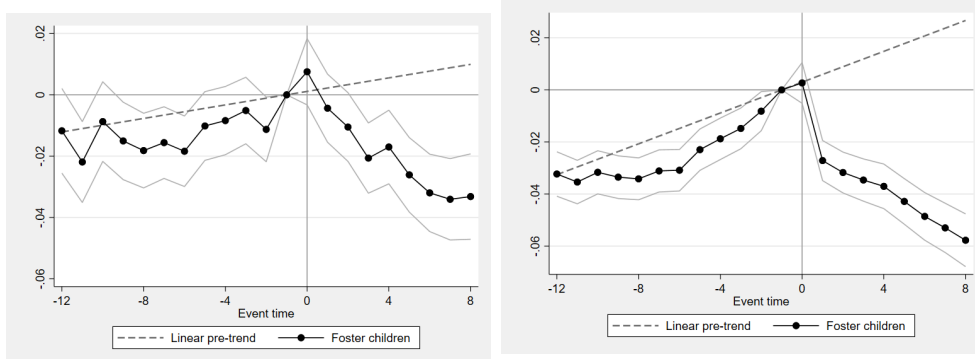 .02
0
-.02
-.04
-.06
-12 -8 -4 0 4 8
Event time
Linear pre-trend Foster children
.02
0
-.02
-.04
-.06
-12 -8 -4 0 4 8
Event time
Linear pre-trend Foster children